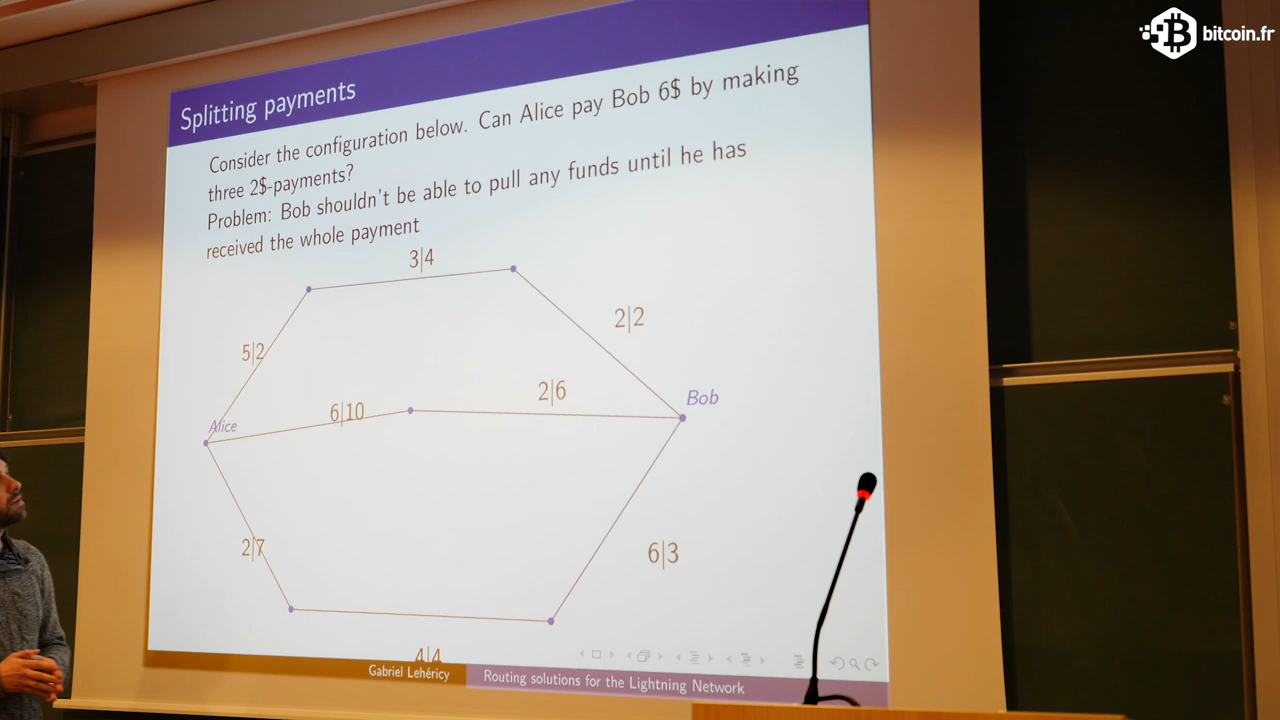 bitcoin.fr
Splitting payments
Consider the configuration below. Can Alice pay Bob 6$ by making
three 2$-payments?
Problem: Bob shouldn't be able to pull any funds until he has
received the whole payment
3|4
2|2
5|2
2|6
6|10
Bob
Alice
2|7
6|3
4|4
Gabriel Lehéricy
Routing solutions for the Lightning Network